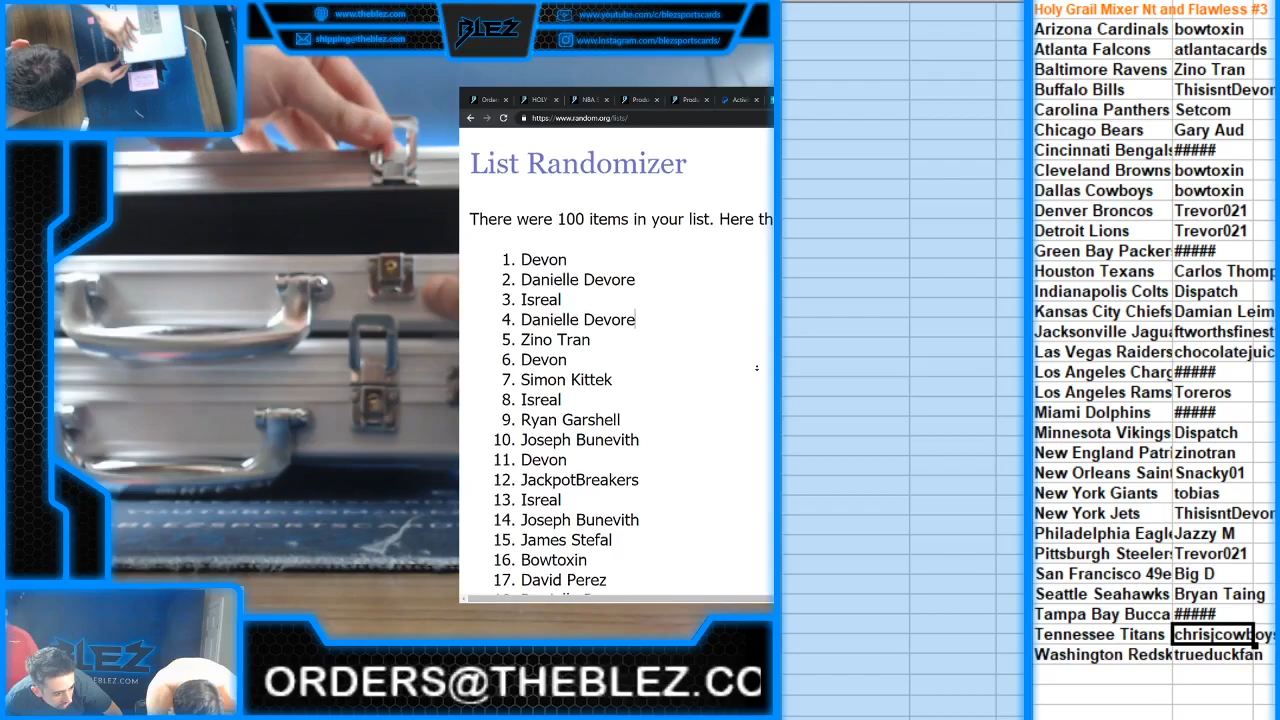 www.theblez.com
shipping@theblez.com
BLEZ
www.youtube.com/c/blezsportscards
www.instagram.com/blezsportscards/
https://www.random.org/lists/
List Randomizer
There were 100 items in your list. Here th
1. Devon
2. Danielle Devore
3. Isreal
4. Danielle Devore
5. Zino Tran
6. Devon
7. Simon Kittek
8. Isreal
9. Ryan Garshell
10. Joseph Bunevith
11. Devon
12. JackpotBreakers
13. Isreal
14. Joseph Bunevith
15. James Stefal
16. Bowtoxin
17. David Perez
ORDERS@THEBLEZ.CO
Holy Grail Mixer Nt and Flawless #3
Arizona Cardinals bowtoxin
Atlanta Falcons atlantacards
Baltimore Ravens Zino Tran
Buffalo Bills ThisisntDevor
Carolina Panthers Setcom
Chicago Bears Gary Aud
Cincinnati Bengals #####
Cleveland Browns bowtoxin
Dallas Cowboys bowtoxin
Denver Broncos Trevor021
Detroit Lions Trevor021
Green Bay Packer #####
Houston Texans Carlos Thomp
Indianapolis Colts Dispatch
Kansas City Chiefs Damian Leim
Jacksonville Jagua ftworthsfinest
Las Vegas Raiders chocolatejuic
Los Angeles Charg #####
Los Angeles Rams Toreros
Miami Dolphins #####
Minnesota Vikings Dispatch
New England Patri zinotran
New Orleans Saint Snacky01
New York Giants tobias
New York Jets ThisisntDevor
Philadelphia Eagle Jazzy M
Pittsburgh Steelers Trevor021
San Francisco 49e Big D
Seattle Seahawks Bryan Taing
Tampa Bay Bucca #####
Tennessee Titans chrisjcowboys
Washington Redsk trueduckfan